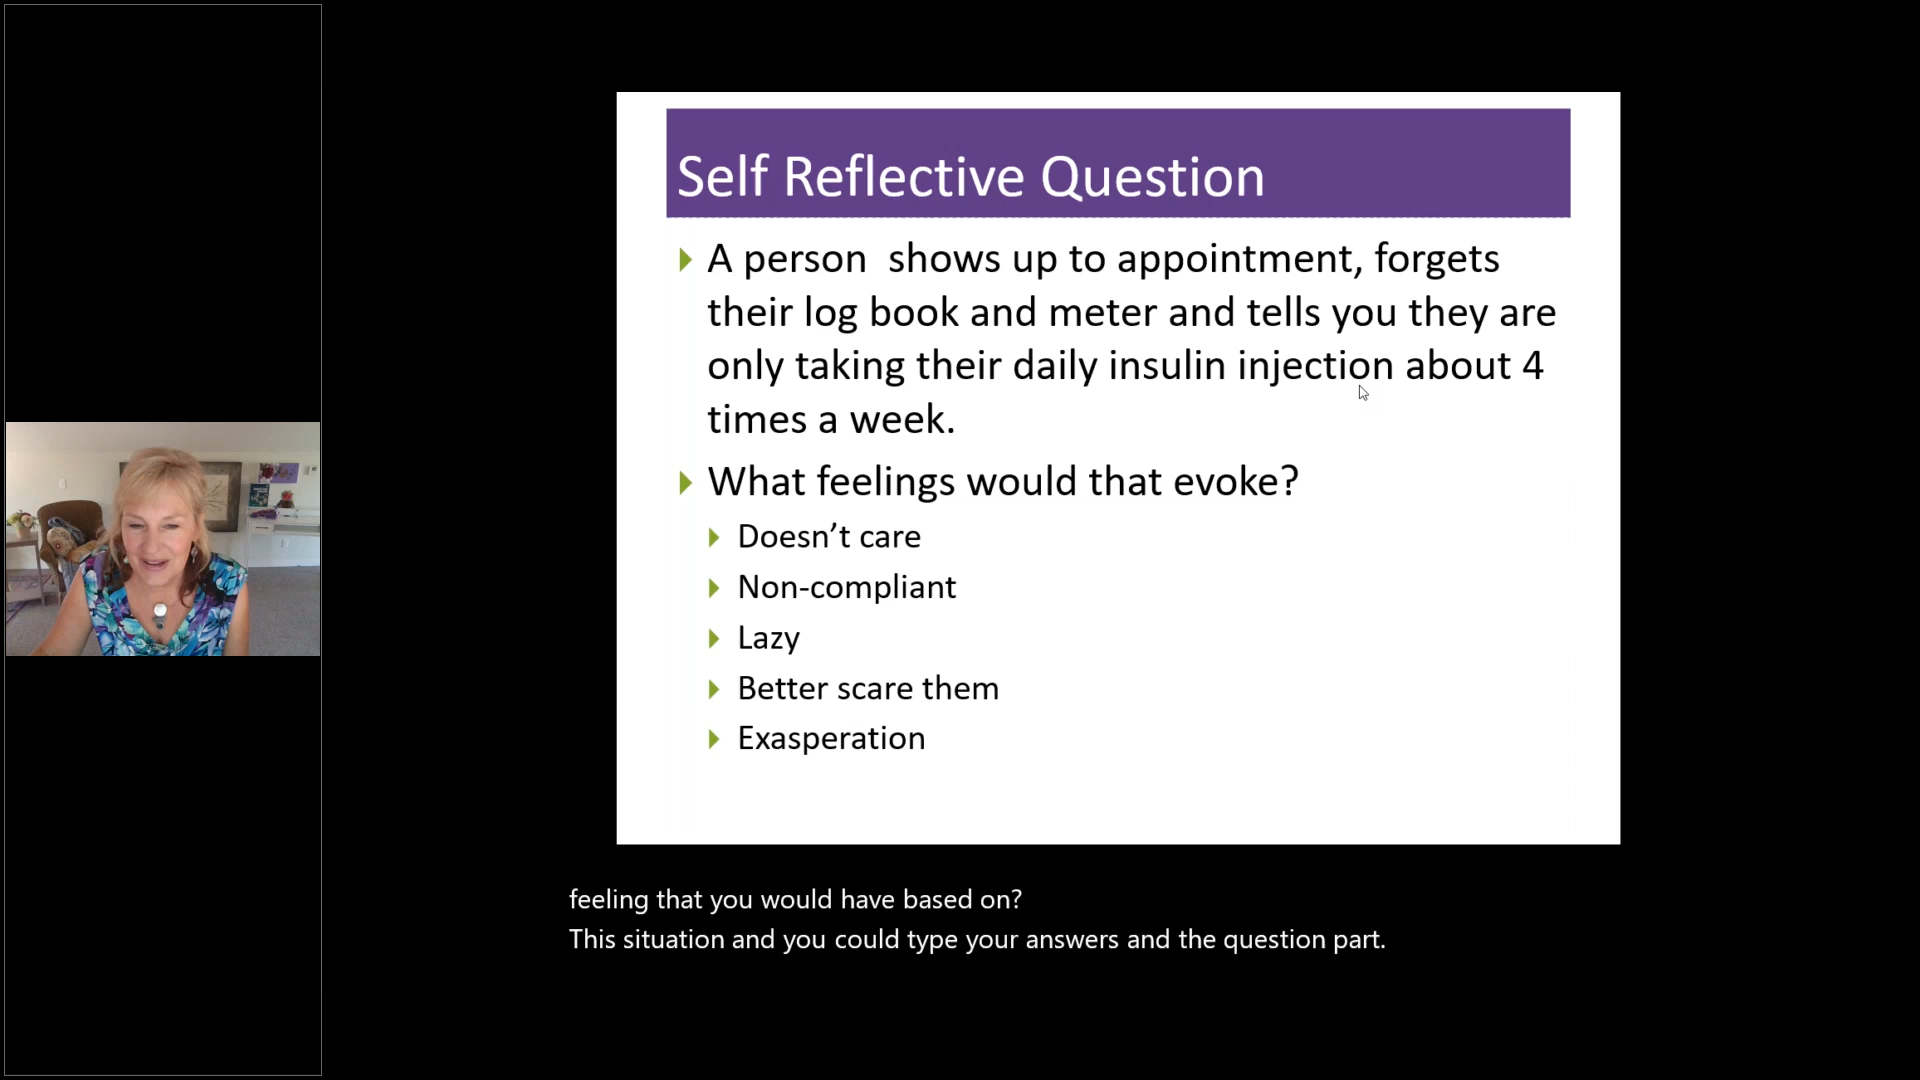 Self Reflective Question
A person  shows up to appointment, forgets
their log book and meter and tells you they are
only taking their daily insulin injection about 4
times a week.
What feelings would that evoke?
Doesn’t care
Non-compliant
Lazy
Better scare them
Exasperation
feeling that you would have based on?
This situation and you could type your answers and the question part.